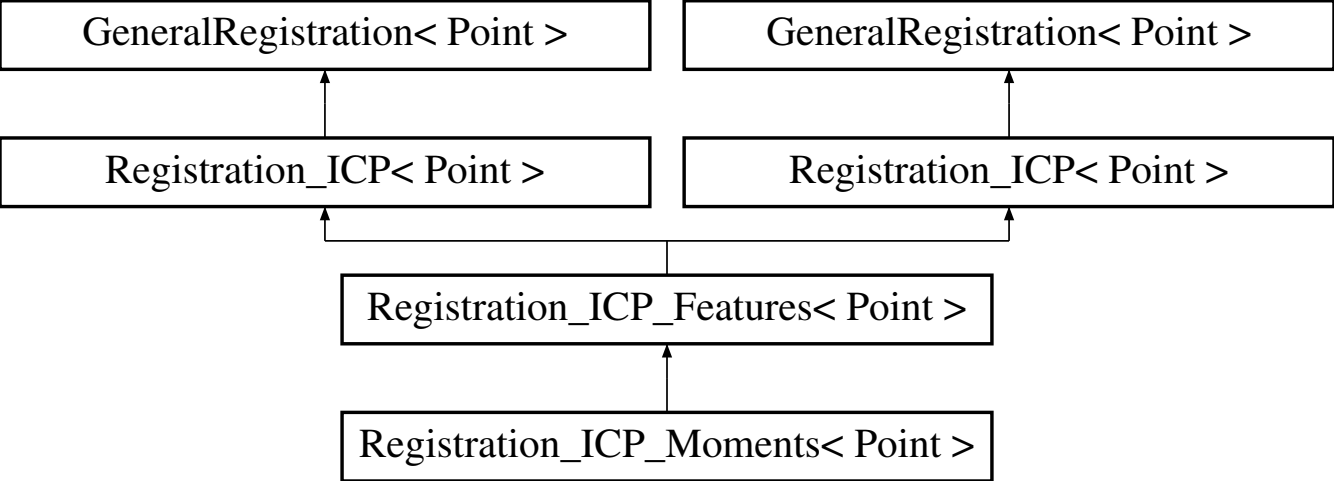 GeneralRegistration< Point >
GeneralRegistration< Point >
Registration_ICP< Point >
Registration_ICP< Point >
Registration_ICP_Features< Point >
Registration_ICP_Moments< Point >